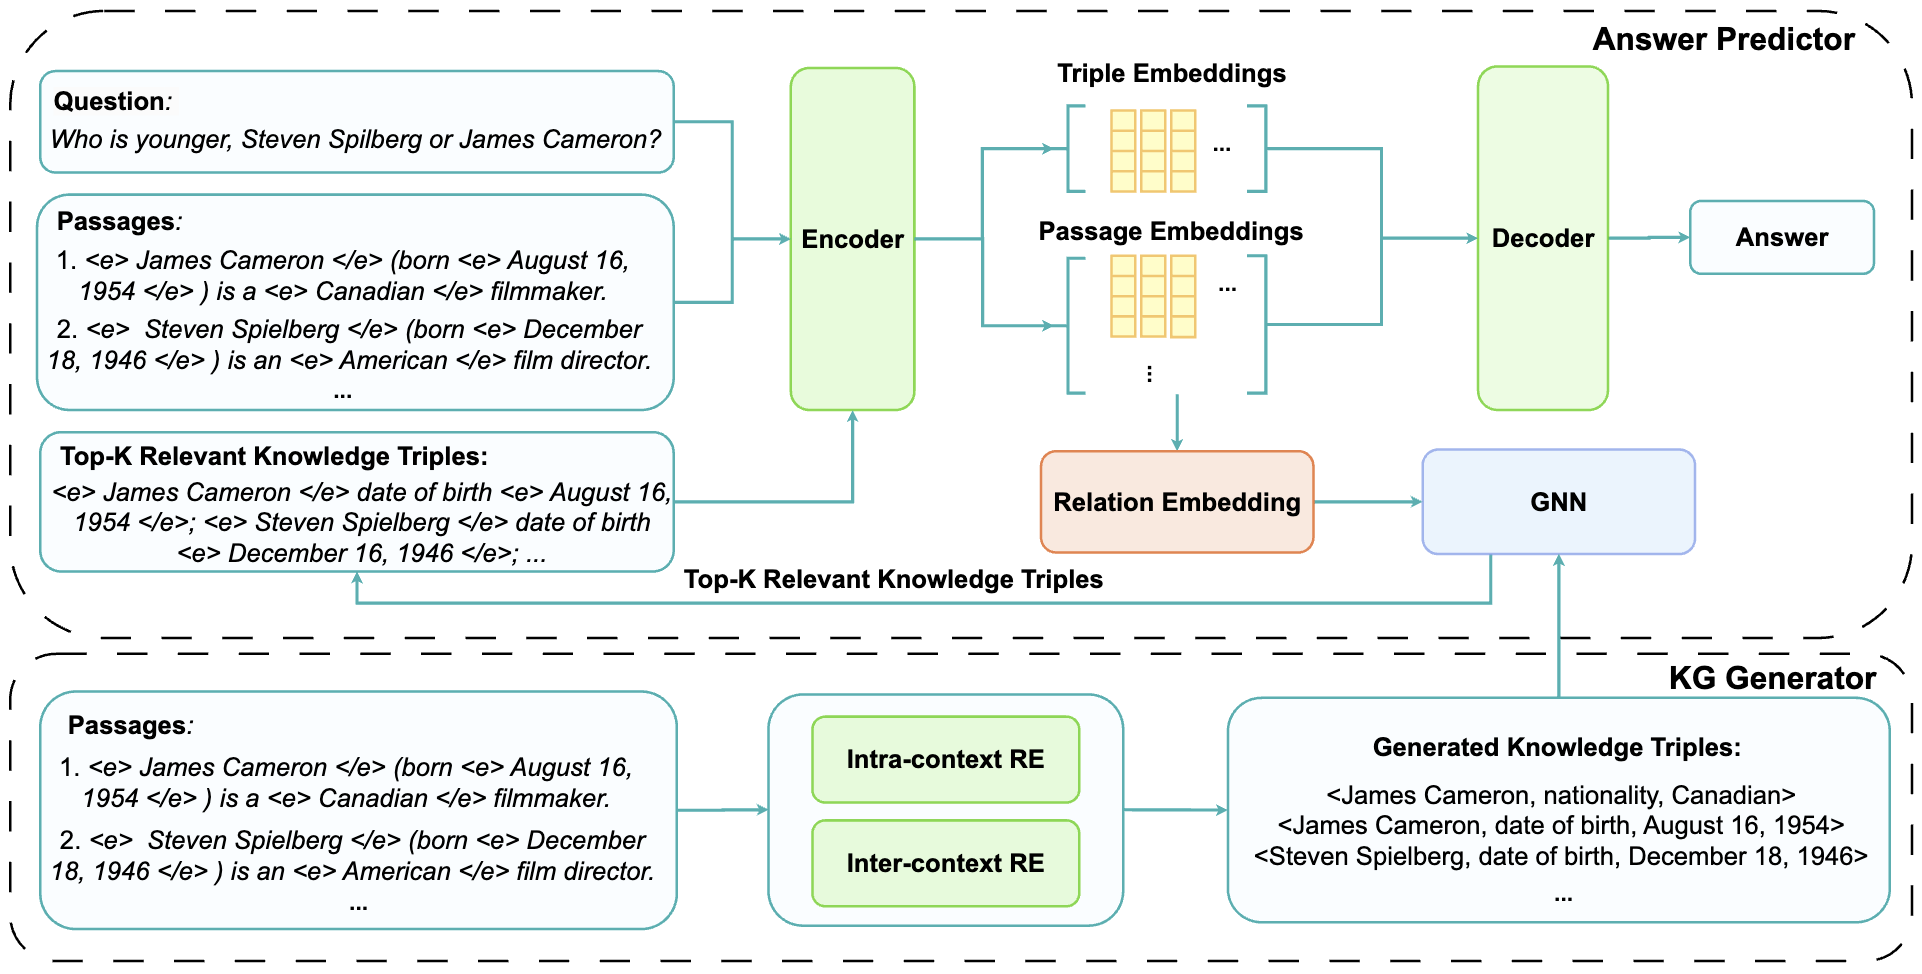 Answer Predictor
Question:
Who is younger, Steven Spilberg or James Cameron?
Passages:
1. <e> James Cameron </e> (born <e> August 16,
1954 </e> ) is a <e> Canadian </e> filmmaker.
2. <e> Steven Spielberg </e> (born <e> December
18, 1946 </e> ) is an <e> American </e> film director.
...
Top-K Relevant Knowledge Triples:
<e> James Cameron </e> date of birth <e> August 16,
1954 </e>; <e> Steven Spielberg </e> date of birth
<e> December 16, 1946 </e>; ...
Encoder
Triple Embeddings
...
Passage Embeddings
...
...
Decoder
Answer
Relation Embedding
GNN
Top-K Relevant Knowledge Triples
KG Generator
Passages:
1. <e> James Cameron </e> (born <e> August 16,
1954 </e> ) is a <e> Canadian </e> filmmaker.
2. <e> Steven Spielberg </e> (born <e> December
18, 1946 </e> ) is an <e> American </e> film director.
...
Intra-context RE
Inter-context RE
Generated Knowledge Triples:
<James Cameron, nationality, Canadian>
<James Cameron, date of birth, August 16, 1954>
<Steven Spielberg, date of birth, December 18, 1946>
...